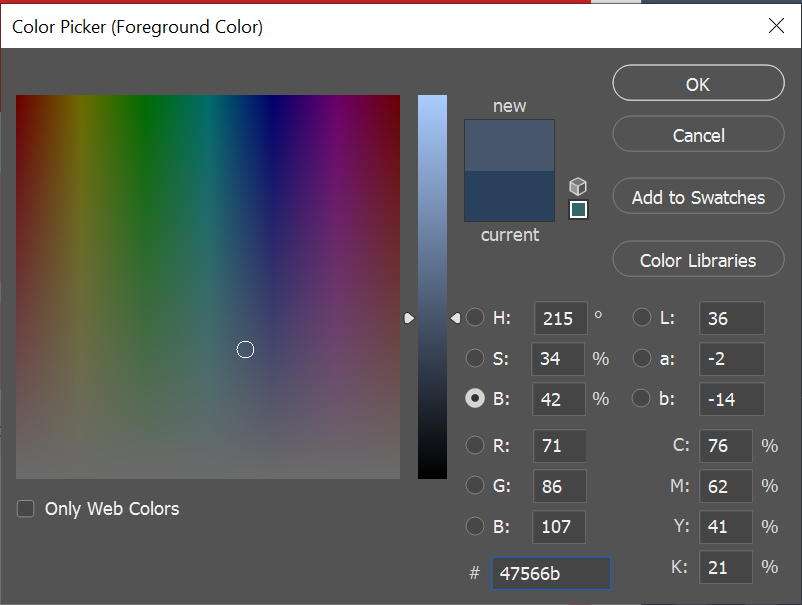 Color Picker (Foreground Color)
new
current
OK
Cancel
Add to Swatches
Color Libraries
H: 215 °
S: 34 %
B: 42 %
R: 71
G: 86
B: 107
# 47566b
L: 36
a: -2
b: -14
C: 76 %
M: 62 %
Y: 41 %
K: 21 %
Only Web Colors